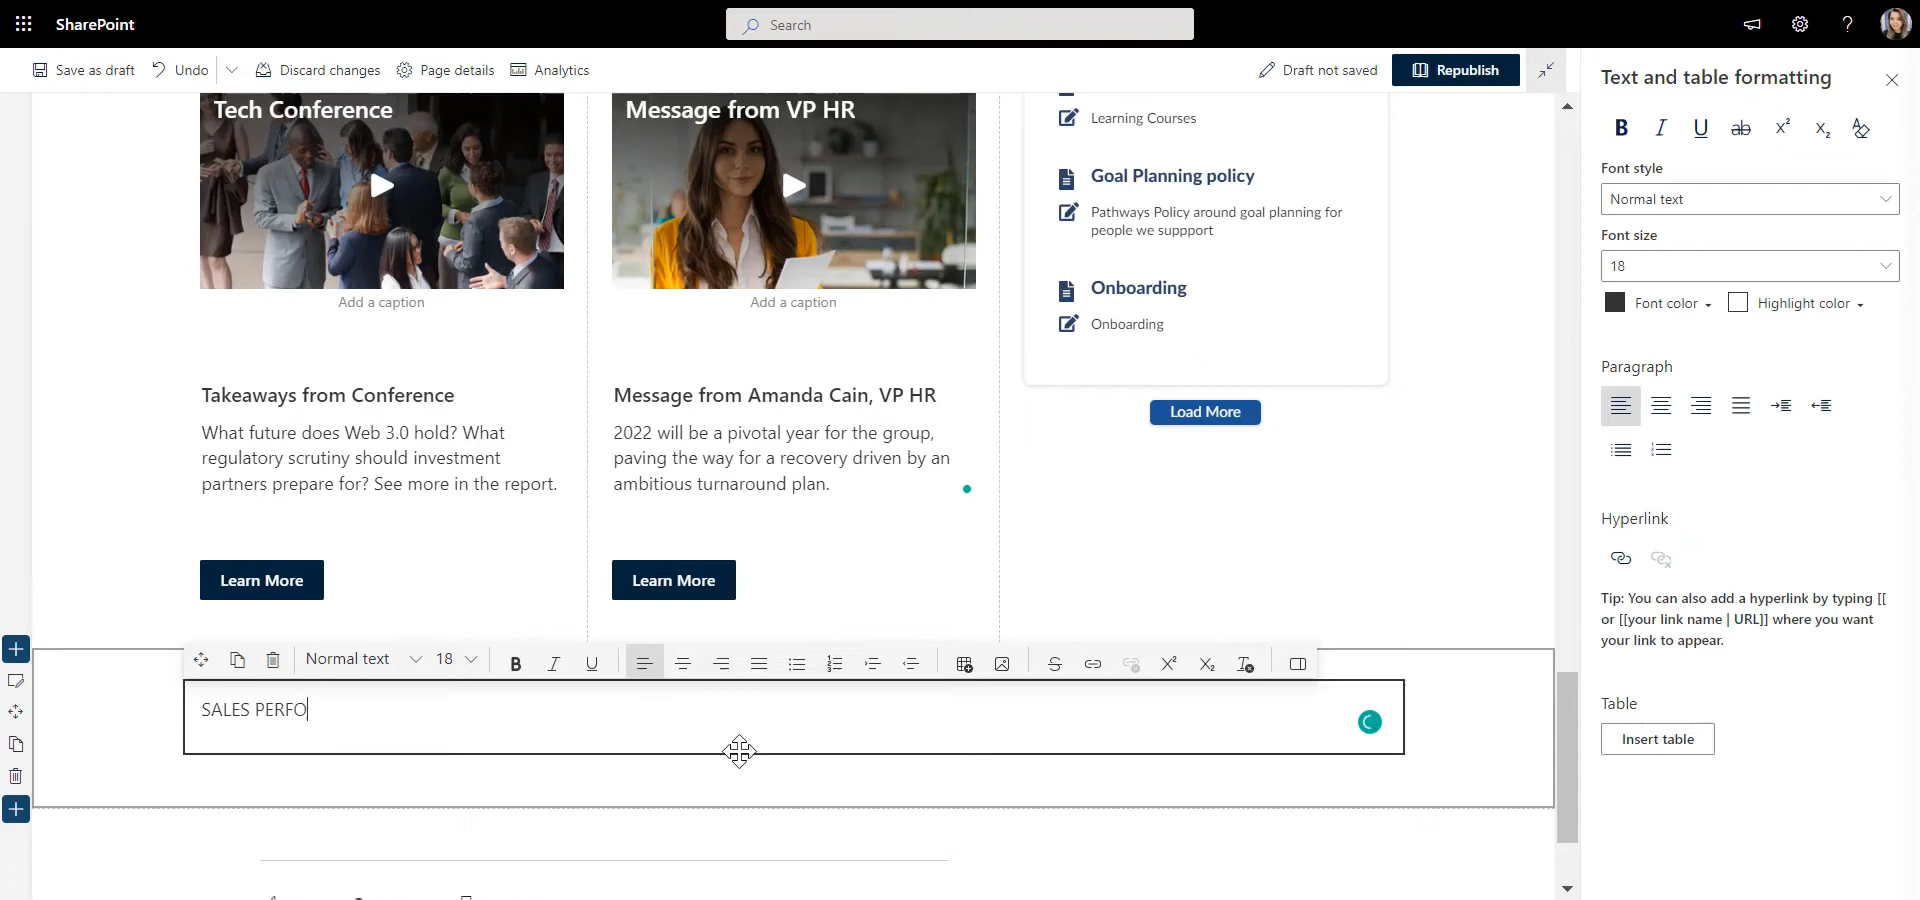 SharePoint
Search
Save as draft
Undo
Discard changes
Page details
Analytics
Draft not saved
Republish
Tech Conference
Add a caption
Takeaways from Conference
What future does Web 3.0 hold? What
regulatory scrutiny should investment
partners prepare for? See more in the report.
Learn More
Message from VP HR
Add a caption
Message from Amanda Cain, VP HR
2022 will be a pivotal year for the group,
paving the way for a recovery driven by an
ambitious turnaround plan.
Learn More
Learning Courses
Goal Planning policy
Pathways Policy around goal planning for
people we suppport
Onboarding
Onboarding
Load More
Normal text
18
SALES PERFO
Text and table formatting
Font style
Normal text
Font size
18
Font color
Highlight color
Paragraph
Hyperlink
Tip: You can also add a hyperlink by typing [[
or [[your link name | URL]] where you want
your link to appear.
Table
Insert table